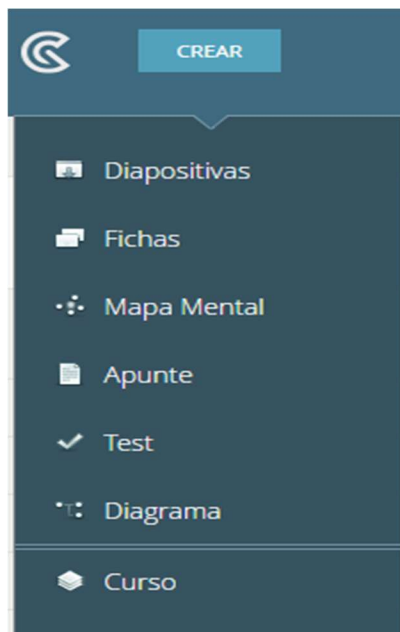 CREAR
Diapositivas
Fichas
Mapa Mental
Apunte
Test
Diagrama
Curso